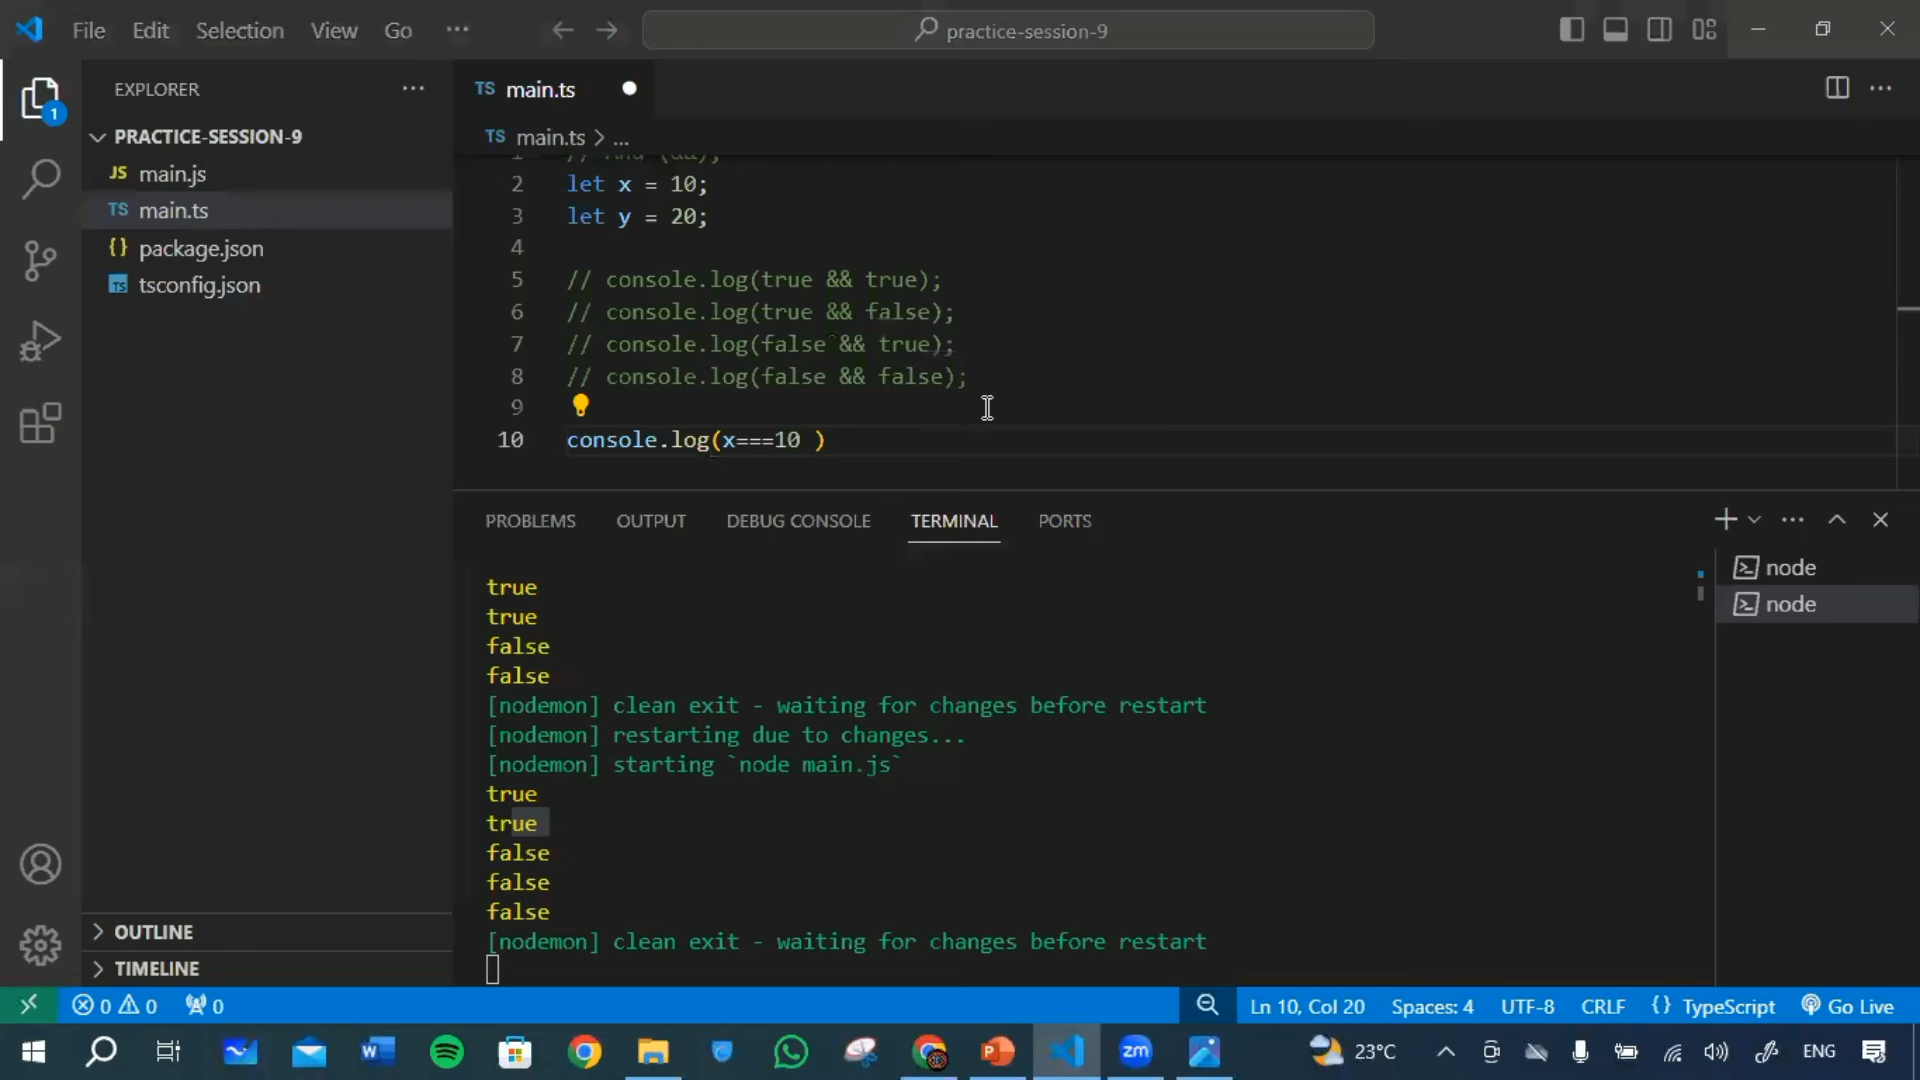 File Edit Selection View Go ··· practice-session-9
EXPLORER ···
PRACTICE-SESSION-9
JS main.js
TS main.ts
{} package.json
TS tsconfig.json
OUTLINE
TIMELINE
1
TS main.ts
TS main.ts > ...
2 let x = 10;
3 let y = 20;
4
5 // console.log(true && true);
6 // console.log(true && false);
7 // console.log(false && true);
8 // console.log(false && false);
9
10 console.log(x===10 )
PROBLEMS OUTPUT DEBUG CONSOLE TERMINAL PORTS
true
true
false
false
[nodemon] clean exit - waiting for changes before restart
[nodemon] restarting due to changes...
[nodemon] starting `node main.js`
true
true
false
false
false
[nodemon] clean exit - waiting for changes before restart
node
node
0 0 0 Ln 10, Col 20 Spaces: 4 UTF-8 CRLF {} TypeScript Go Live
W P zm 23°C ENG